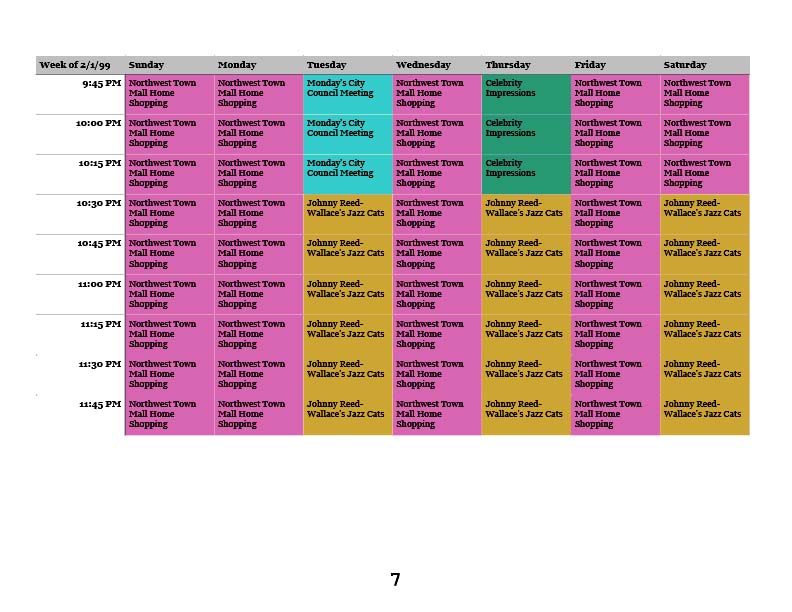 Week of 2/1/99 Sunday Monday Tuesday Wednesday Thursday Friday Saturday
9:45 PM Northwest Town Northwest Town Monday's City Northwest Town Celebrity Northwest Town Northwest Town
Mall Home Mall Home Council Meeting Mall Home Impressions Mall Home Mall Home
Shopping Shopping Shopping Shopping Shopping
10:00 PM Northwest Town Northwest Town Monday's City Northwest Town Celebrity Northwest Town Northwest Town
Mall Home Mall Home Council Meeting Mall Home Impressions Mall Home Mall Home
Shopping Shopping Shopping Shopping Shopping
10:15 PM Northwest Town Northwest Town Monday's City Northwest Town Celebrity Northwest Town Northwest Town
Mall Home Mall Home Council Meeting Mall Home Impressions Mall Home Mall Home
Shopping Shopping Shopping Shopping Shopping
10:30 PM Northwest Town Northwest Town Johnny Reed- Northwest Town Johnny Reed- Northwest Town Johnny Reed-
Mall Home Mall Home Wallace's Jazz Cats Mall Home Wallace's Jazz Cats Mall Home Wallace's Jazz Cats
Shopping Shopping Shopping Shopping
10:45 PM Northwest Town Northwest Town Johnny Reed- Northwest Town Johnny Reed- Northwest Town Johnny Reed-
Mall Home Mall Home Wallace's Jazz Cats Mall Home Wallace's Jazz Cats Mall Home Wallace's Jazz Cats
Shopping Shopping Shopping Shopping
11:00 PM Northwest Town Northwest Town Johnny Reed- Northwest Town Johnny Reed- Northwest Town Johnny Reed-
Mall Home Mall Home Wallace's Jazz Cats Mall Home Wallace's Jazz Cats Mall Home Wallace's Jazz Cats
Shopping Shopping Shopping Shopping
11:15 PM Northwest Town Northwest Town Johnny Reed- Northwest Town Johnny Reed- Northwest Town Johnny Reed-
Mall Home Mall Home Wallace's Jazz Cats Mall Home Wallace's Jazz Cats Mall Home Wallace's Jazz Cats
Shopping Shopping Shopping Shopping
11:30 PM Northwest Town Northwest Town Johnny Reed- Northwest Town Johnny Reed- Northwest Town Johnny Reed-
Mall Home Mall Home Wallace's Jazz Cats Mall Home Wallace's Jazz Cats Mall Home Wallace's Jazz Cats
Shopping Shopping Shopping Shopping
11:45 PM Northwest Town Northwest Town Johnny Reed- Northwest Town Johnny Reed- Northwest Town Johnny Reed-
Mall Home Mall Home Wallace's Jazz Cats Mall Home Wallace's Jazz Cats Mall Home Wallace's Jazz Cats
Shopping Shopping Shopping Shopping
7